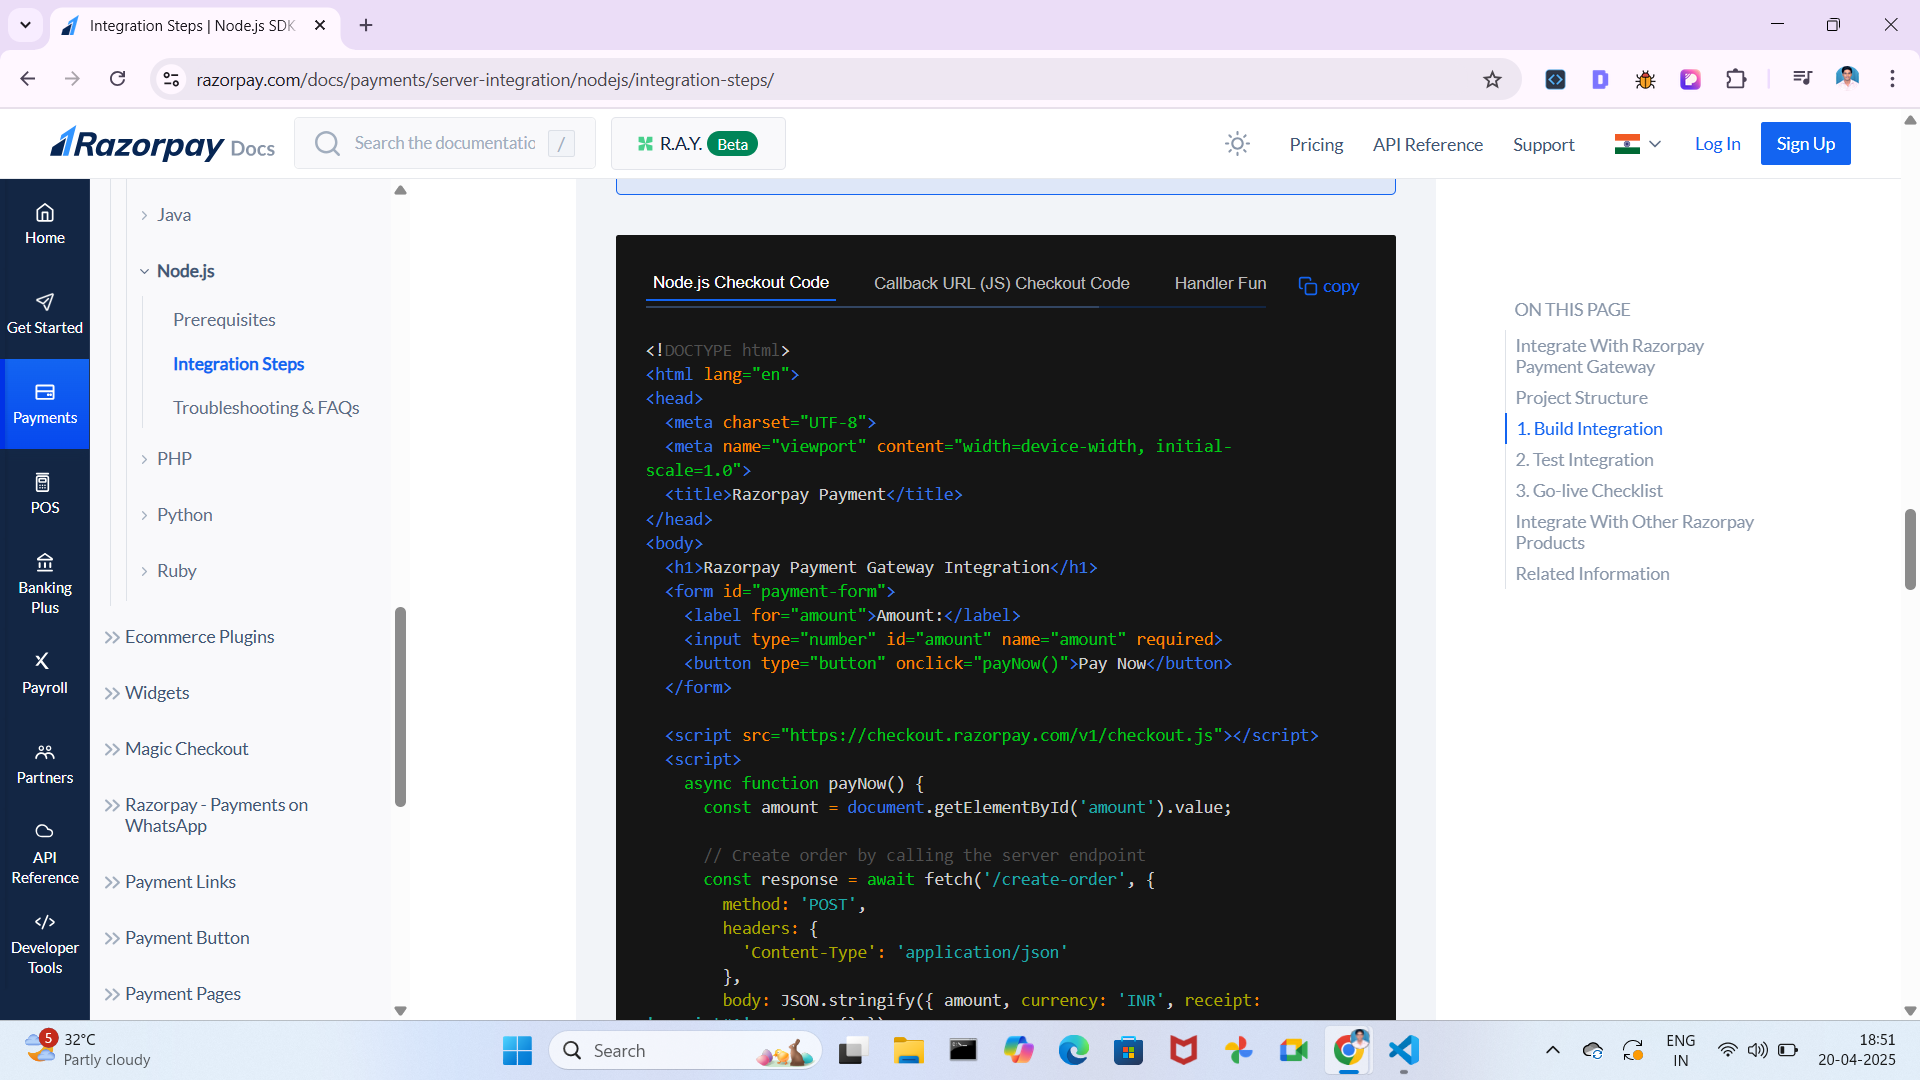 Integration Steps | Node.js SDK
razorpay.com/docs/payments/server-integration/nodejs/integration-steps/
Razorpay Docs
Search the documentatio
/
R.A.Y. Beta
Pricing
API Reference
Support
Log In
Sign Up
Home
Get Started
Payments
POS
Banking
Plus
Payroll
Partners
API
Reference
Developer
Tools
Java
Node.js
Prerequisites
Integration Steps
Troubleshooting & FAQs
PHP
Python
Ruby
Ecommerce Plugins
Widgets
Magic Checkout
Razorpay - Payments on
WhatsApp
Payment Links
Payment Button
Payment Pages
Node.js Checkout Code
Callback URL (JS) Checkout Code
Handler Fun
copy
<!DOCTYPE html>
<html lang="en">
<head>
  <meta charset="UTF-8">
  <meta name="viewport" content="width=device-width, initial-
scale=1.0">
  <title>Razorpay Payment</title>
</head>
<body>
  <h1>Razorpay Payment Gateway Integration</h1>
  <form id="payment-form">
    <label for="amount">Amount:</label>
    <input type="number" id="amount" name="amount" required>
    <button type="button" onclick="payNow()">Pay Now</button>
  </form>
  <script src="https://checkout.razorpay.com/v1/checkout.js"></script>
  <script>
    async function payNow() {
      const amount = document.getElementById('amount').value;
      // Create order by calling the server endpoint
      const response = await fetch('/create-order', {
        method: 'POST',
        headers: {
          'Content-Type': 'application/json'
        },
        body: JSON.stringify({ amount, currency: 'INR', receipt:
ON THIS PAGE
Integrate With Razorpay
Payment Gateway
Project Structure
1. Build Integration
2. Test Integration
3. Go-live Checklist
Integrate With Other Razorpay
Products
Related Information
5
32°C
Partly cloudy
Search
ENG
IN
18:51
20-04-2025